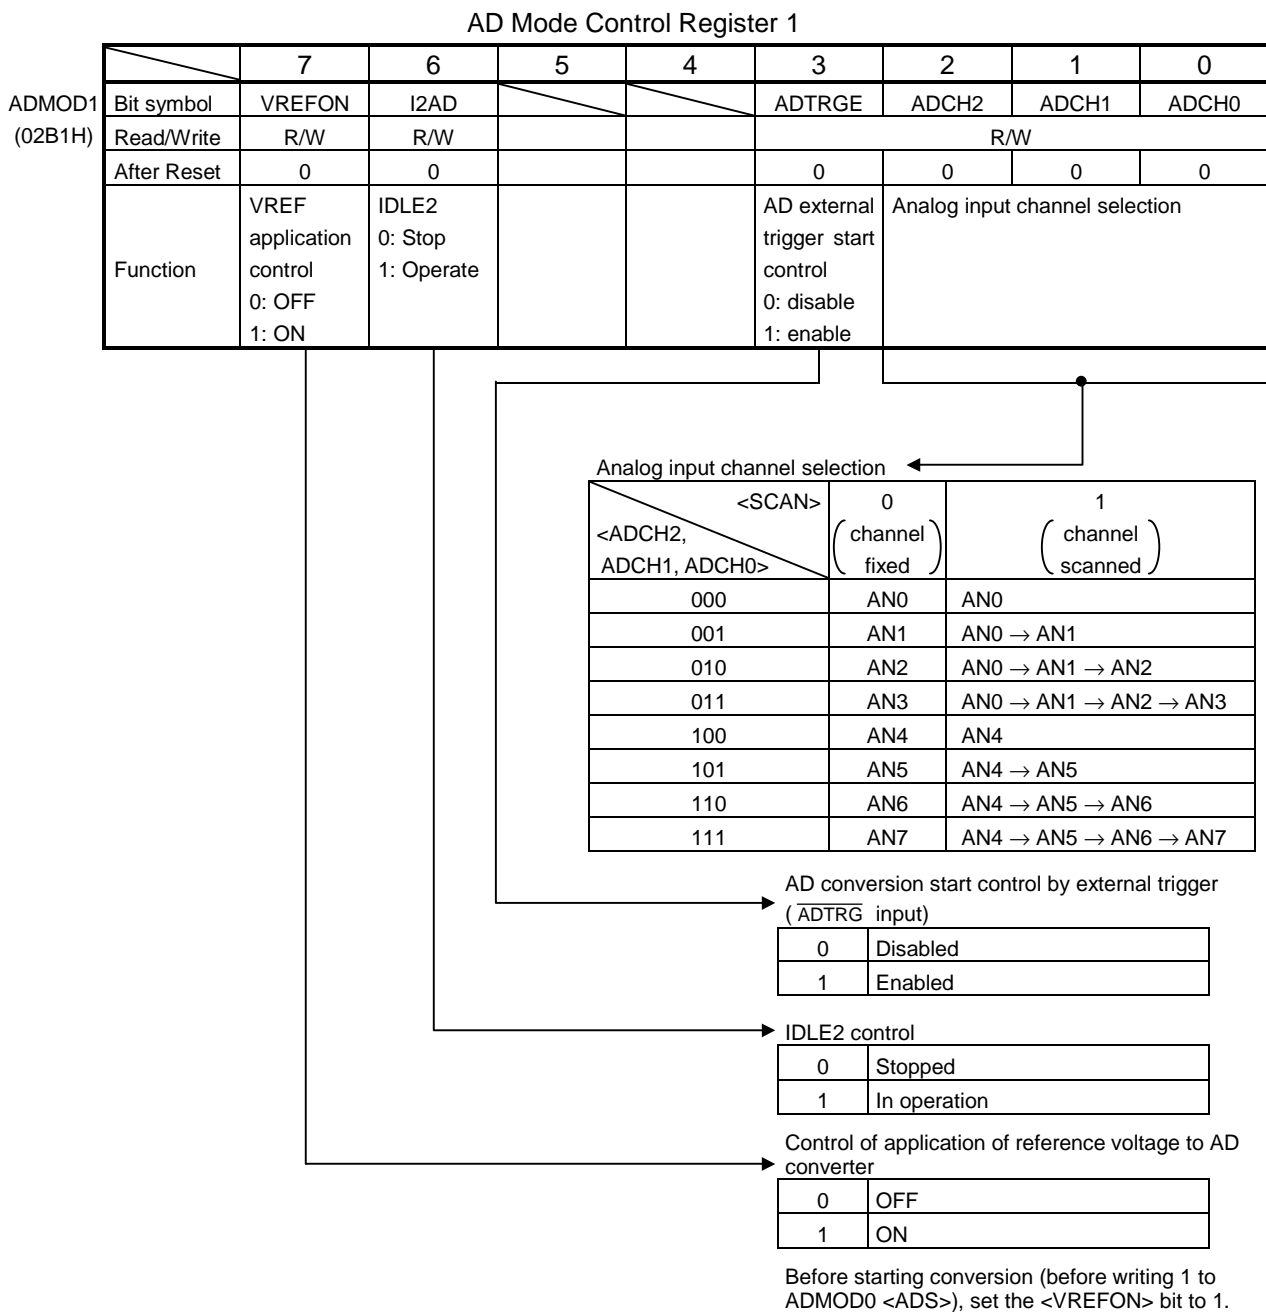 AD Mode Control Register 1
7 6 5 4 3 2 1 0
ADMOD1 Bit symbol VREFON I2AD ADTRGE ADCH2 ADCH1 ADCH0
(02B1H) Read/Write R/W R/W R/W
After Reset 0 0 0 0 0 0
VREF IDLE2 AD external Analog input channel selection
application 0: Stop trigger start
Function control 1: Operate control
0: OFF 0: disable
1: ON 1: enable
Analog input channel selection
<SCAN> 0 1
<ADCH2, ( channel ) ( channel )
ADCH1, ADCH0> fixed scanned
000 AN0 AN0
001 AN1 AN0 → AN1
010 AN2 AN0 → AN1 → AN2
011 AN3 AN0 → AN1 → AN2 → AN3
100 AN4 AN4
101 AN5 AN4 → AN5
110 AN6 AN4 → AN5 → AN6
111 AN7 AN4 → AN5 → AN6 → AN7
AD conversion start control by external trigger
( ADTRG input)
0 Disabled
1 Enabled
IDLE2 control
0 Stopped
1 In operation
Control of application of reference voltage to AD
converter
0 OFF
1 ON
Before starting conversion (before writing 1 to
ADMOD0 <ADS>), set the <VREFON> bit to 1.